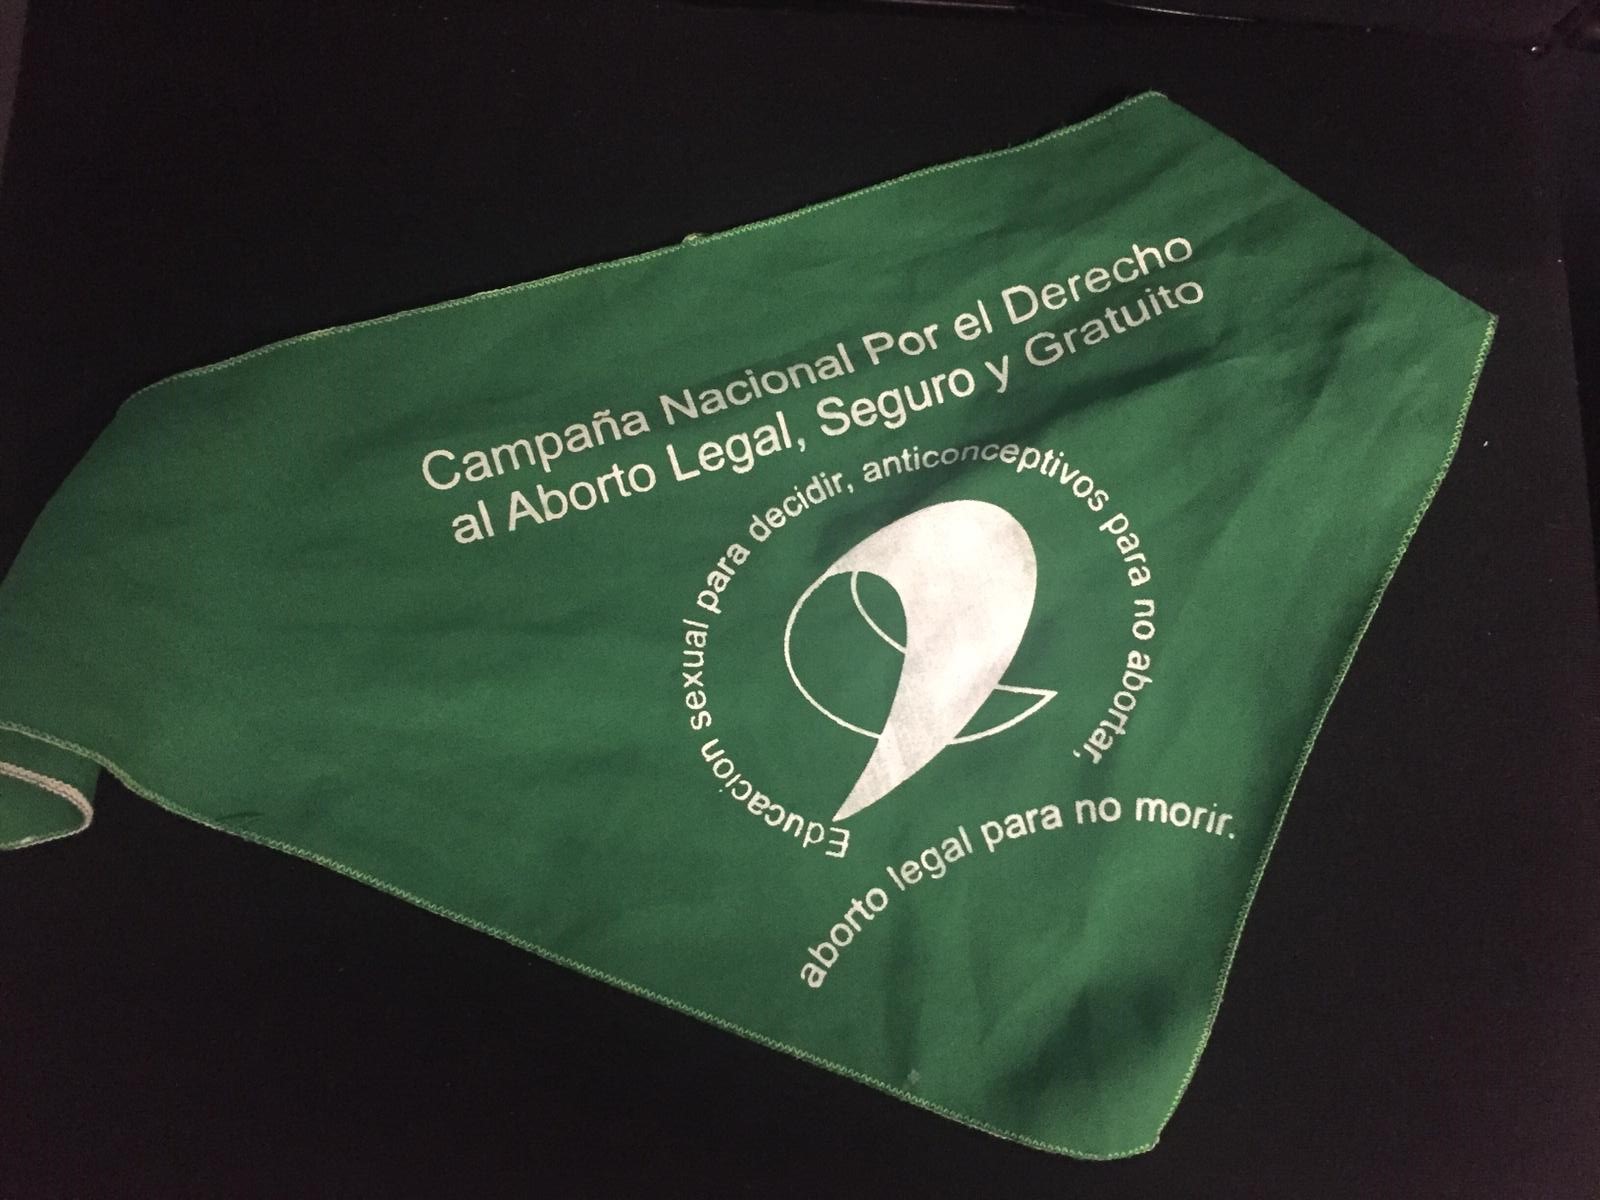 Campaña Nacional Por el Derecho
al Aborto Legal, Seguro y Gratuito
Educacion sexual para decidir, anticonceptivos para no abortar,
aborto legal para no morir.